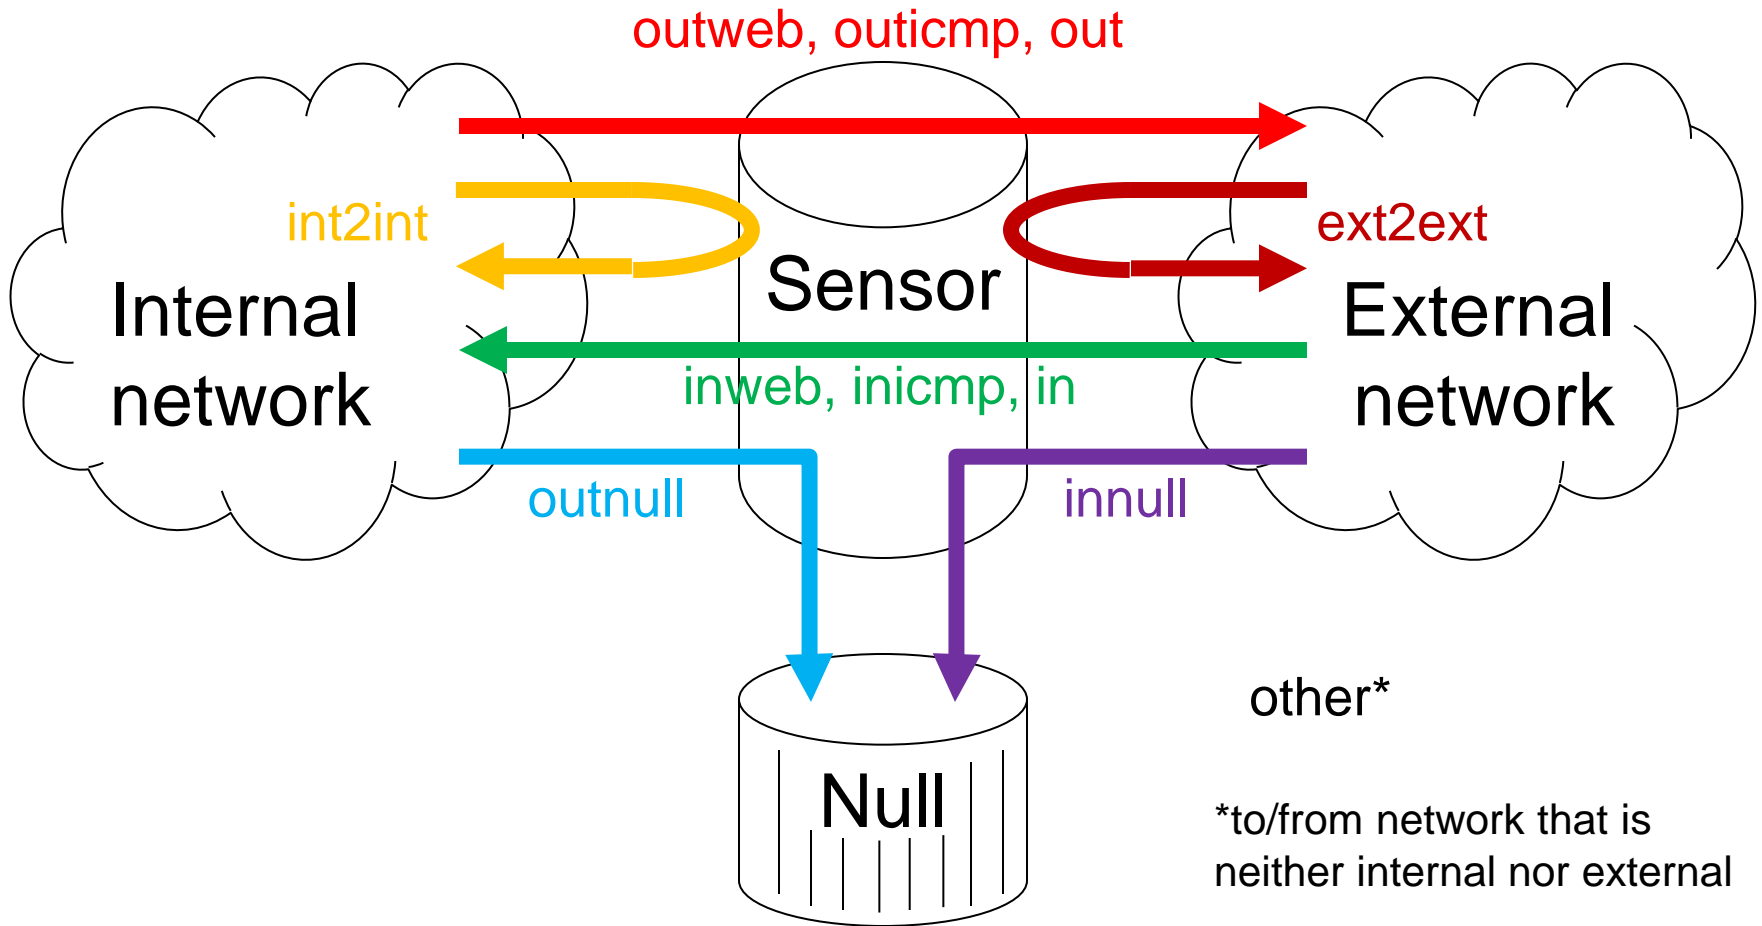 outweb, outicmp, out
int2int
ext2ext
Sensor
Internal
network
External
network
inweb, inicmp, in
outnull
innull
other*
Null
*to/from network that is
neither internal nor external